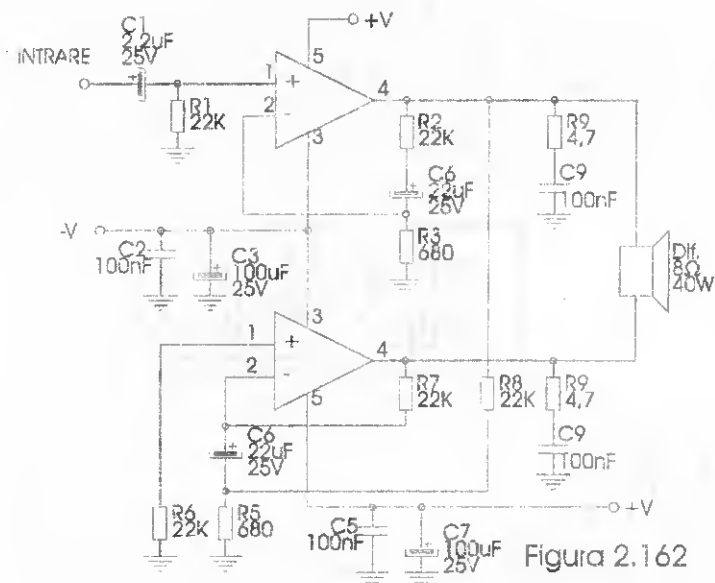 C1
2,2uF
25V
INTRARE
+
R1
22K
1
2
+
-
5
+V
4
3
R2
22K
C6
+
22uF
25V
R3
680
R9
4,7
C9
100nF
-V
C2
100nF
+
C3
100uF
25V
Dif.
8Ω
40W
1
2
+
-
3
4
5
R7
22K
R8
22K
R9
4,7
C9
100nF
C6
+
22uF
25V
R6
22K
R5
680
C5
100nF
+
C7
100uF
25V
+V
Figura 2.162